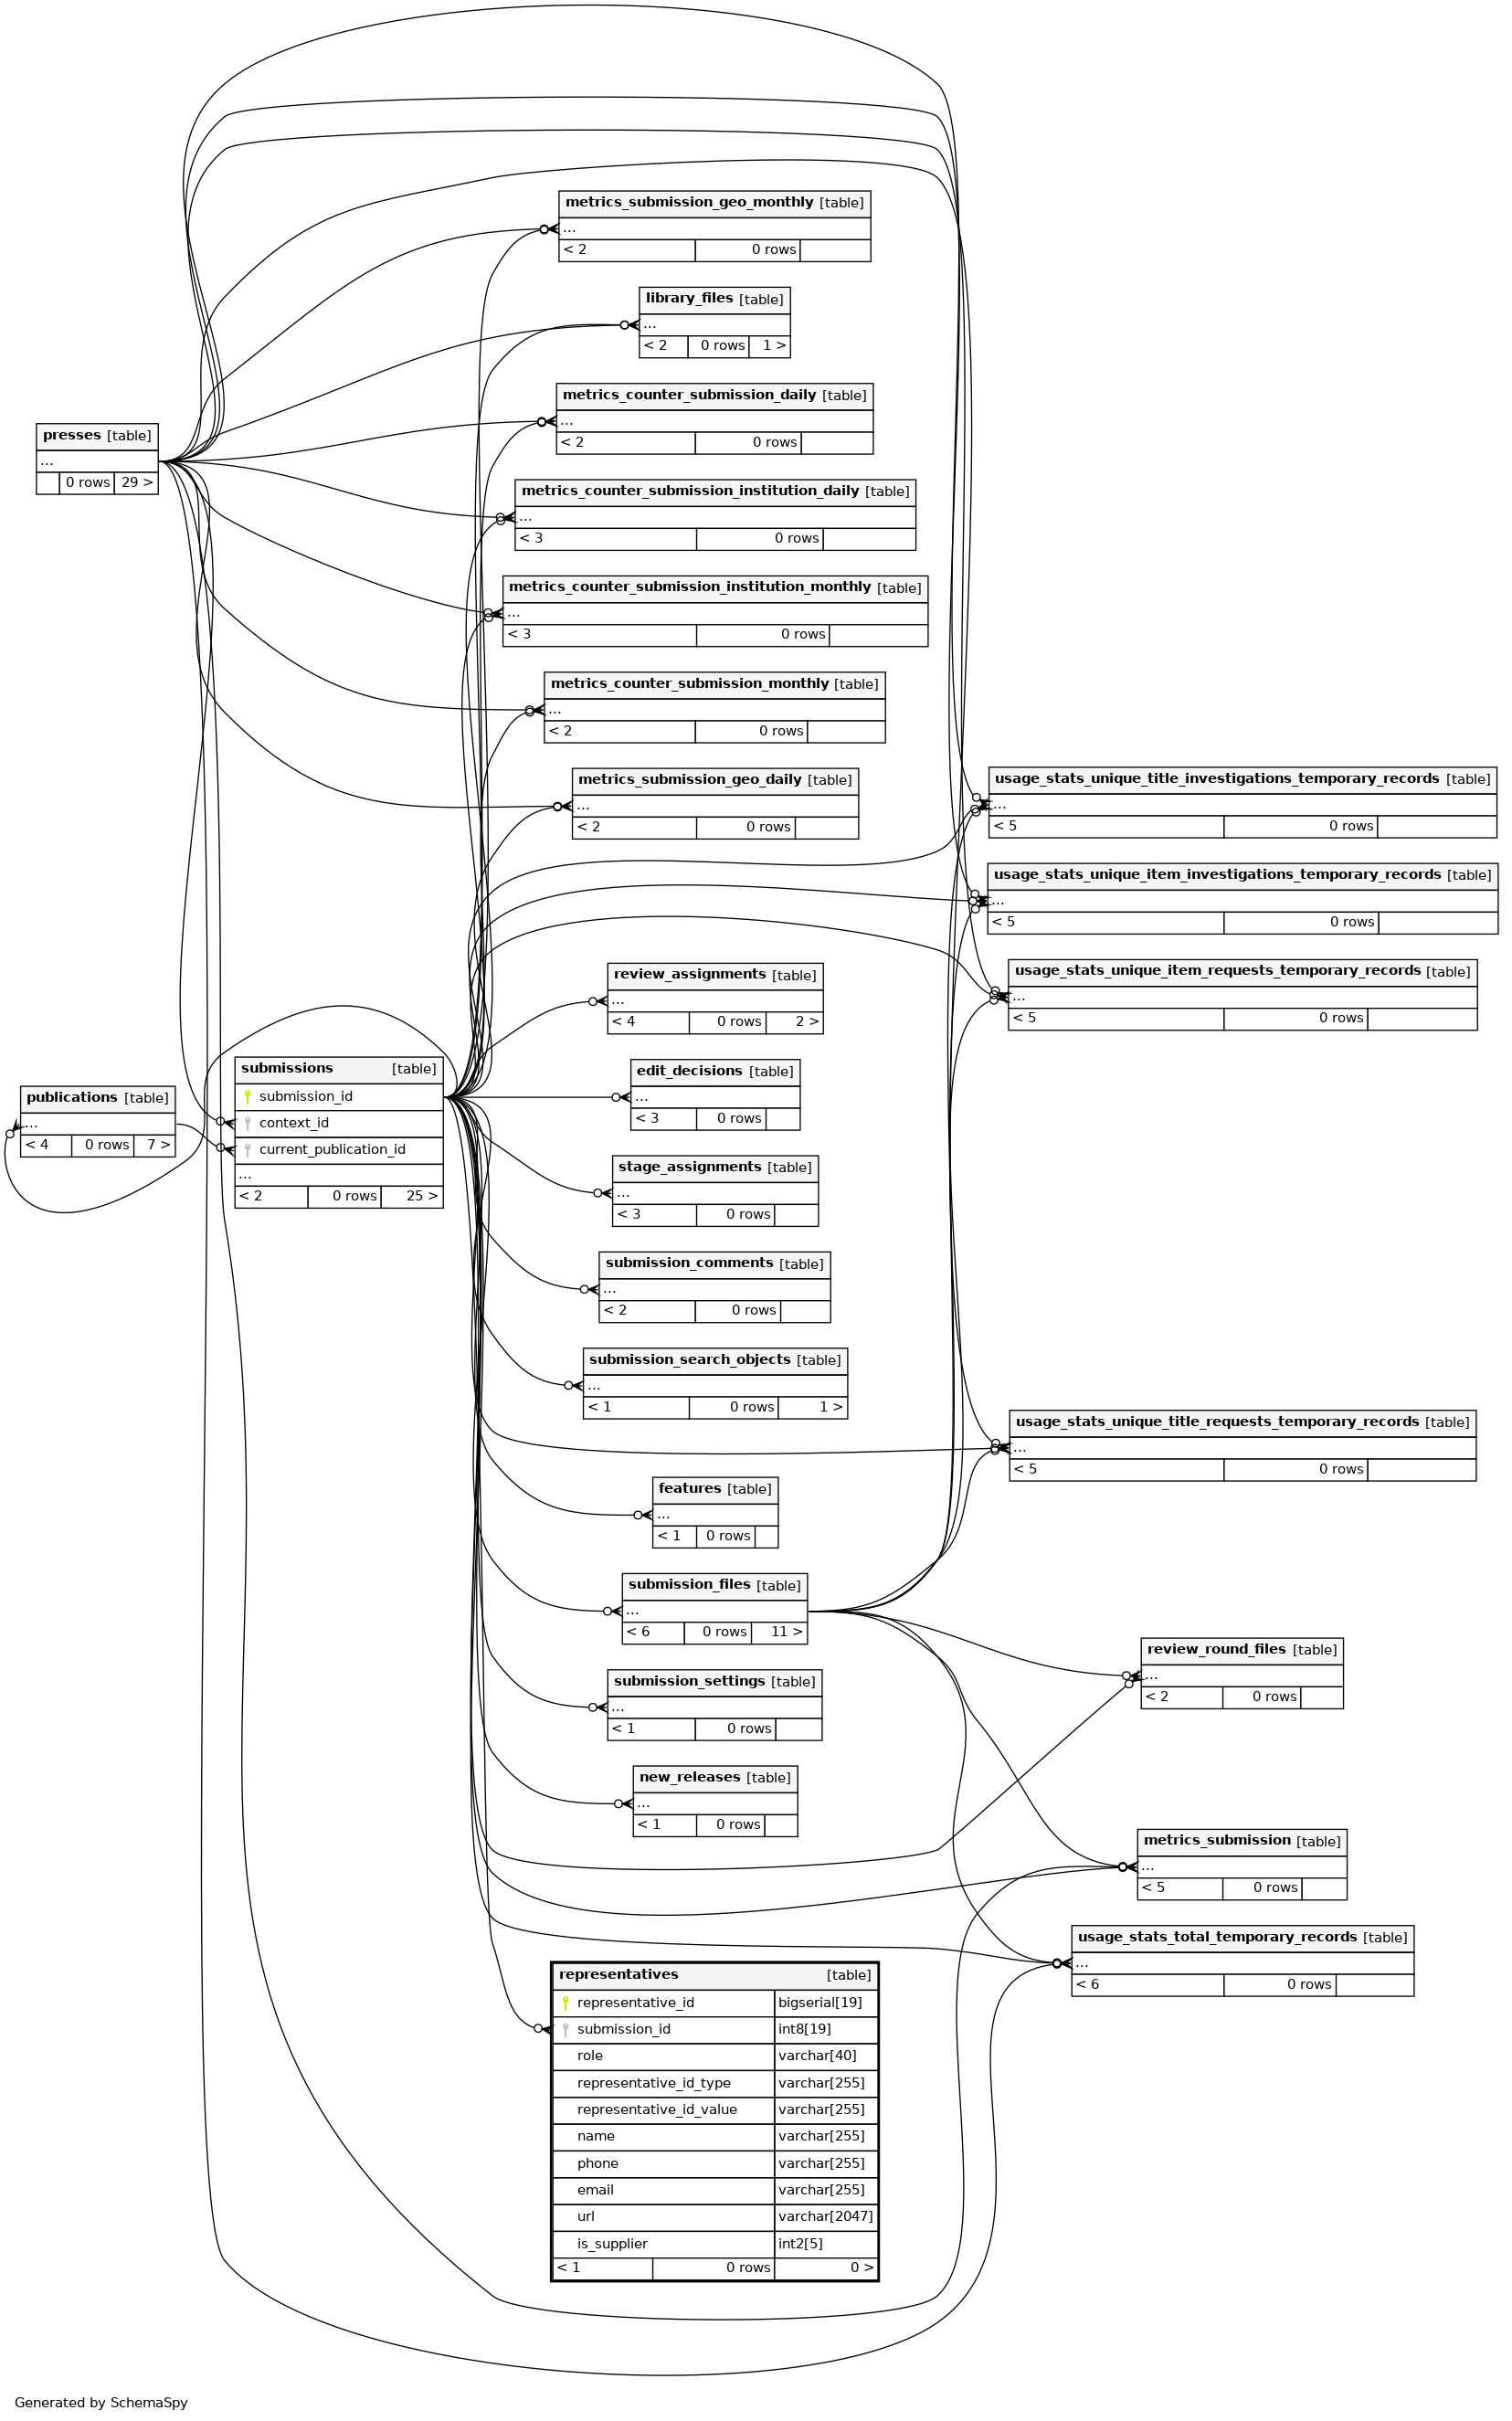 metrics_submission_geo_monthly [table]
...
< 2 0 rows
library_files [table]
...
< 2 0 rows 1 >
metrics_counter_submission_daily [table]
...
< 2 0 rows
presses [table]
...
0 rows 29 >
metrics_counter_submission_institution_daily [table]
...
< 3 0 rows
metrics_counter_submission_institution_monthly [table]
...
< 3 0 rows
metrics_counter_submission_monthly [table]
...
< 2 0 rows
metrics_submission_geo_daily [table]
...
< 2 0 rows
usage_stats_unique_title_investigations_temporary_records [table]
...
< 5 0 rows
usage_stats_unique_item_investigations_temporary_records [table]
...
< 5 0 rows
usage_stats_unique_item_requests_temporary_records [table]
...
< 5 0 rows
review_assignments [table]
...
< 4 0 rows 2 >
submissions [table]
submission_id
context_id
current_publication_id
...
< 2 0 rows 25 >
publications [table]
...
< 4 0 rows 7 >
edit_decisions [table]
...
< 3 0 rows
stage_assignments [table]
...
< 3 0 rows
submission_comments [table]
...
< 2 0 rows
submission_search_objects [table]
...
< 1 0 rows 1 >
usage_stats_unique_title_requests_temporary_records [table]
...
< 5 0 rows
features [table]
...
< 1 0 rows
submission_files [table]
...
< 6 0 rows 11 >
review_round_files [table]
...
< 2 0 rows
submission_settings [table]
...
< 1 0 rows
new_releases [table]
...
< 1 0 rows
metrics_submission [table]
...
< 5 0 rows
usage_stats_total_temporary_records [table]
...
< 6 0 rows
representatives [table]
representative_id bigserial[19]
submission_id int8[19]
role varchar[40]
representative_id_type varchar[255]
representative_id_value varchar[255]
name varchar[255]
phone varchar[255]
email varchar[255]
url varchar[2047]
is_supplier int2[5]
< 1 0 rows 0 >
Generated by SchemaSpy